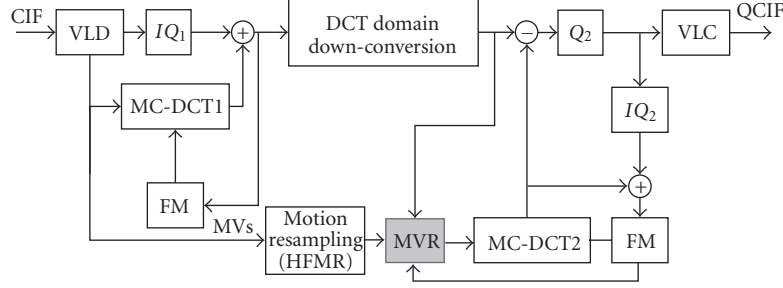 CIF
VLD
IQ1
+
DCT domain
down-conversion
−
Q2
VLC
QCIF
MC-DCT1
IQ2
FM
+
MVs
Motion
resampling
(HFMR)
MVR
MC-DCT2
FM